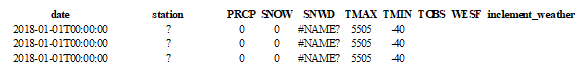 date station PRCP SNOW SNWD TMAX TMIN TOBS WESF inclement_weather
2018-01-01T00:00:00 ? 0 0 #NAME? 5505 -40
2018-01-01T00:00:00 ? 0 0 #NAME? 5505 -40
2018-01-01T00:00:00 ? 0 0 #NAME? 5505 -40